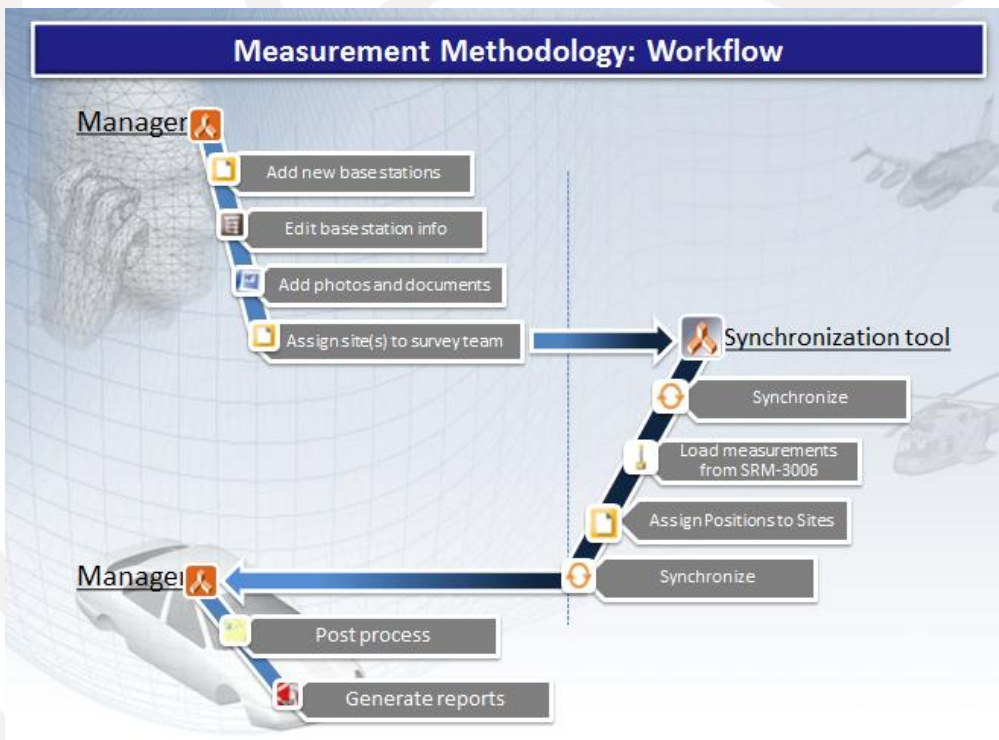 Measurement Methodology: Workflow
Manager
Add new base stations
Edit base station info
Add photos and documents
Assign site(s) to survey team
Synchronization tool
Synchronize
Load measurements
from SRM-3006
Assign Positions to Sites
Synchronize
Manager
Post process
Generate reports